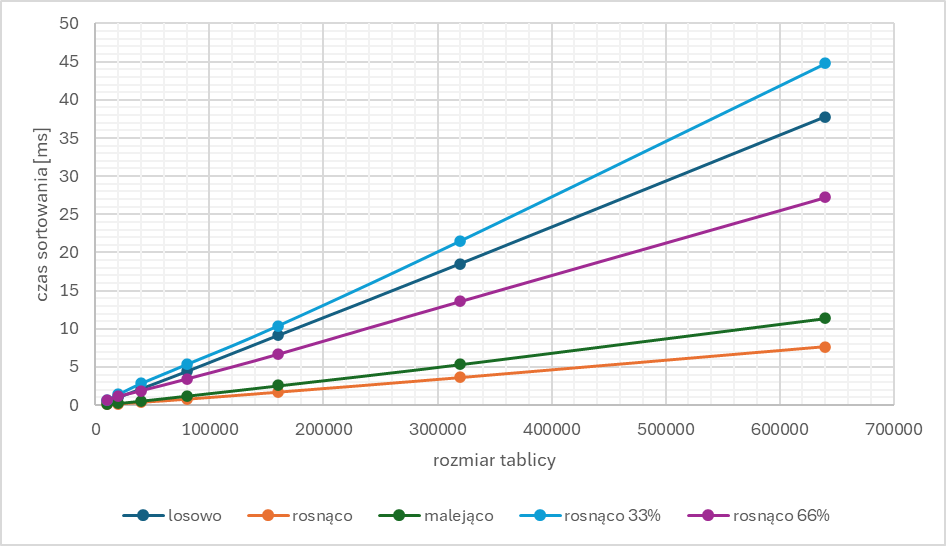 50
45
40
35
30
25
20
15
10
5
0
czas sortowania [ms]
0 100000 200000 300000 400000 500000 600000 700000
rozmiar tablicy
losowo rosnąco malejąco rosnąco 33% rosnąco 66%